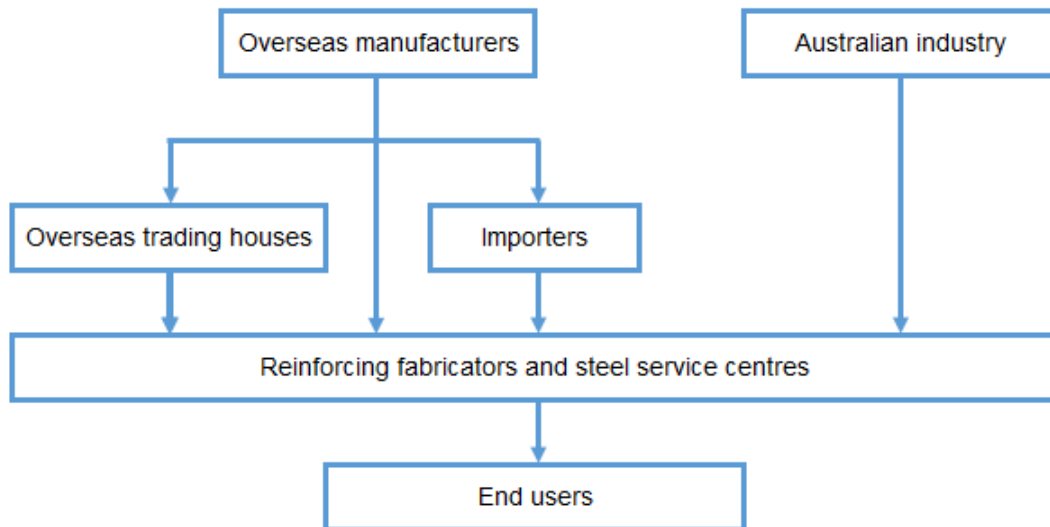 Overseas manufacturers
Australian industry
Overseas trading houses
Importers
Reinforcing fabricators and steel service centres
End users